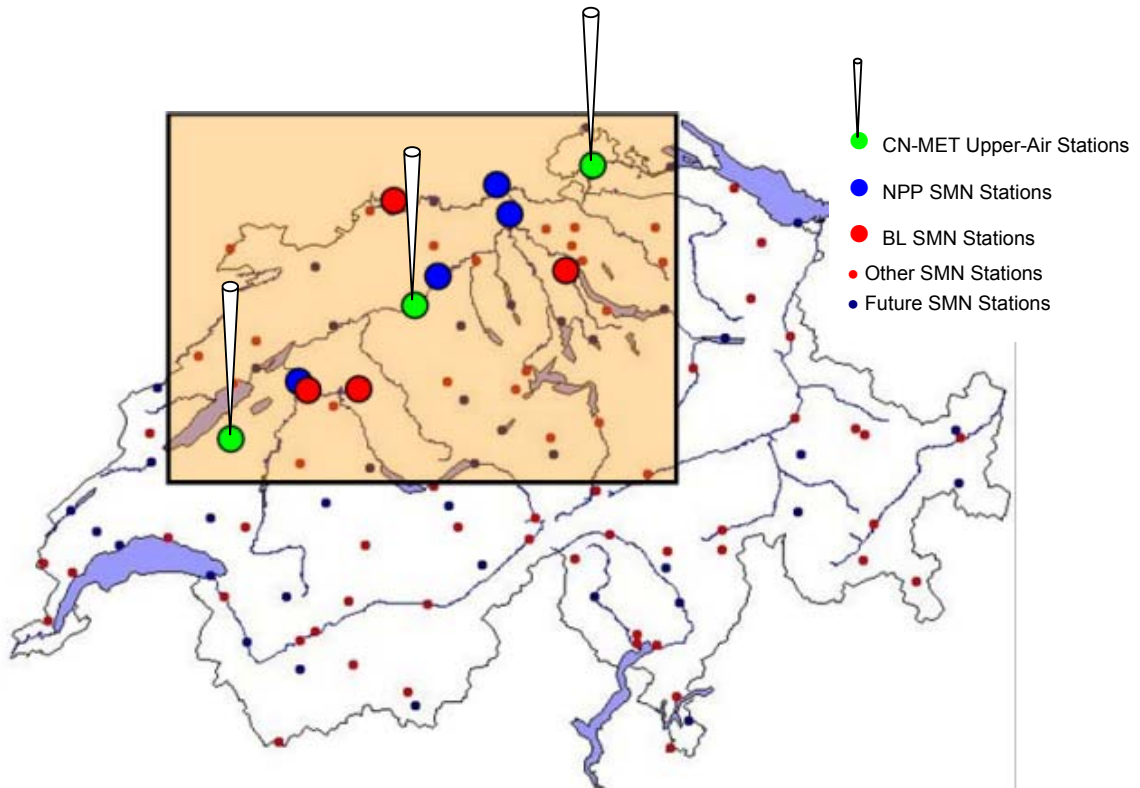 CN-MET Upper-Air Stations
NPP SMN Stations
BL SMN Stations
Other SMN Stations
Future SMN Stations